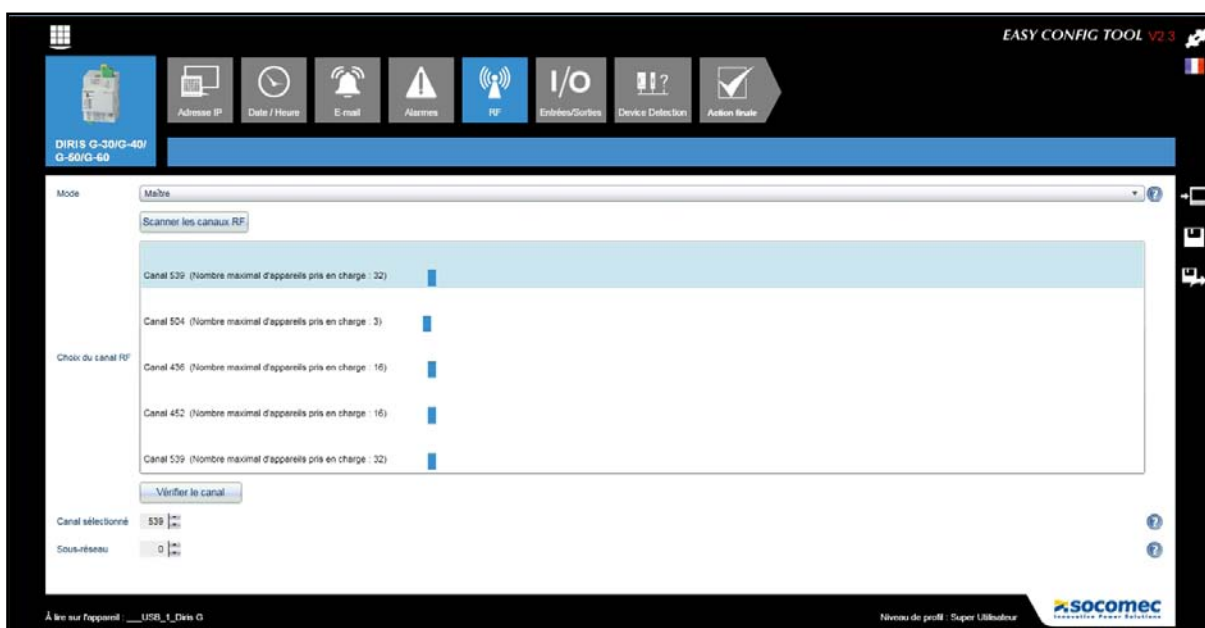 EASY CONFIG TOOL V2.3
Adresse IP
Date / Heure
E-mail
Alarmes
RF
I/O
Entrées/Sorties
Device Detection
Action finale
DIRIS G-30/G-40/
G-50/G-60
Mode
Maître
Scanner les canaux RF
Choix du canal RF
Canal 539 (Nombre maximal d'appareils pris en charge : 32)
Canal 504 (Nombre maximal d'appareils pris en charge : 3)
Canal 436 (Nombre maximal d'appareils pris en charge : 16)
Canal 452 (Nombre maximal d'appareils pris en charge : 16)
Canal 539 (Nombre maximal d'appareils pris en charge : 32)
Vérifier le canal
Canal sélectionné 539
Sous-réseau 0
À lire sur l'appareil : ___USB_1_Diris G
Niveau de profil : Super Utilisateur
socomec
Innovative Power Solutions